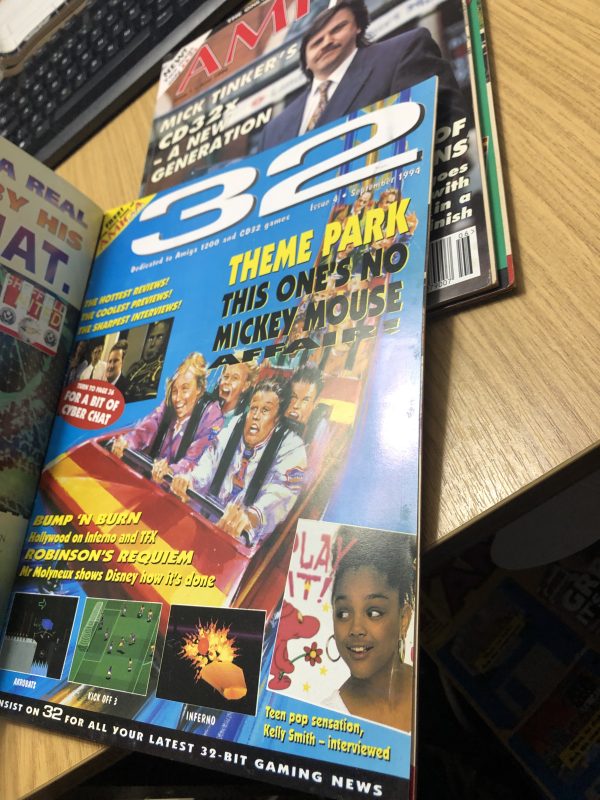 AMI
MICK TINKER'S
CD32x
- A NEW
GENERATION
OF
NS
oes
with
in a
nish
A REAL
BY HIS
HAT.
32
Issue 4 • September 1994
Dedicated to Amiga 1200 and CD32 games
THEME PARK
THIS ONE'S NO
MICKEY MOUSE
AFFAIR!
THE HOTTEST REVIEWS!
THE COOLEST PREVIEWS!
THE SHARPEST INTERVIEWS!
TURN TO PAGE 26
FOR A BIT OF
CYBER CHAT
BUMP 'N BURN
Hollywood on Inferno and TFX
ROBINSON'S REQUIEM
Mr Molyneux shows Disney how it's done
PLAY
ACROBATS
KICK OFF 3
INFERNO
Teen pop sensation,
Kelly Smith – interviewed
NSIST ON 32 FOR ALL YOUR LATEST 32-BIT GAMING NEWS